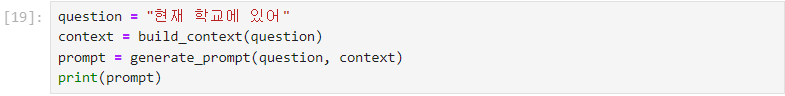 [19]: question = "현재 학교에 있어"
context = build_context(question)
prompt = generate_prompt(question, context)
print(prompt)